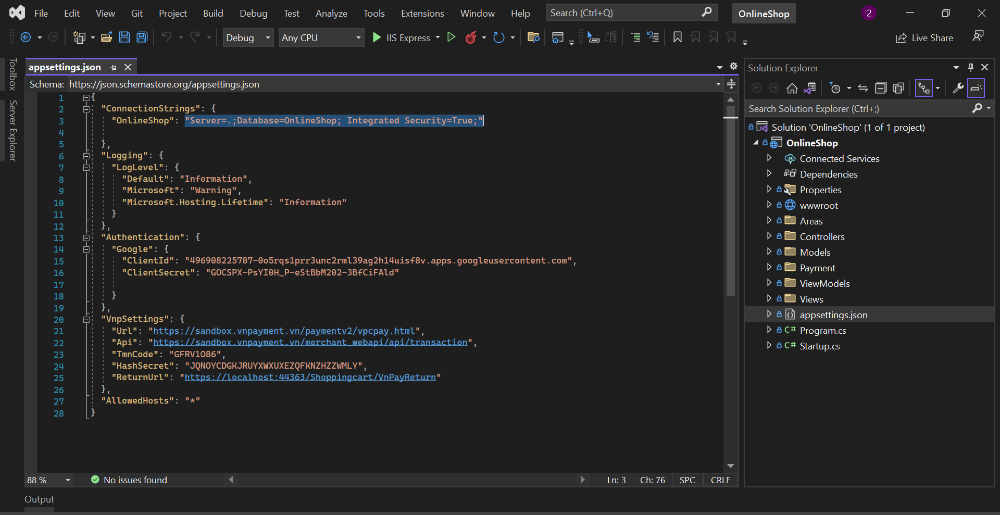 File Edit View Git Project Build Debug Test Analyze Tools Extensions Window Help Search (Ctrl+Q) OnlineShop 2
Debug Any CPU IIS Express Live Share
Toolbox
Server Explorer
appsettings.json
Schema: https://json.schemastore.org/appsettings.json
1 {
2 "ConnectionStrings": {
3 "OnlineShop": "Server=.;Database=OnlineShop; Integrated Security=True;"
4
5 },
6 "Logging": {
7 "LogLevel": {
8 "Default": "Information",
9 "Microsoft": "Warning",
10 "Microsoft.Hosting.Lifetime": "Information"
11 }
12 },
13 "Authentication": {
14 "Google": {
15 "ClientId": "496908225787-0o5rqs1prr3unc2rml39ag2h14uisf8v.apps.googleusercontent.com",
16 "ClientSecret": "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"
17
18 }
19 },
20 "VnpSettings": {
21 "Url": "https://sandbox.vnpayment.vn/paymentv2/vpcpay.html",
22 "Api": "https://sandbox.vnpayment.vn/merchant_webapi/api/transaction",
23 "TmnCode": "GFRV1O86",
24 "HashSecret": "JQNOYCDGKJRUYXWXUXEZQFKNZHZZWMLY",
25 "ReturnUrl": "https://localhost:44363/Shoppingcart/VnPayReturn"
26 },
27 "AllowedHosts": "*"
28 }
88 % No issues found Ln: 3 Ch: 76 SPC CRLF
Output
Solution Explorer
Search Solution Explorer (Ctrl+;)
Solution 'OnlineShop' (1 of 1 project)
OnlineShop
Connected Services
Dependencies
Properties
wwwroot
Areas
Controllers
Models
Payment
ViewModels
Views
appsettings.json
C# Program.cs
C# Startup.cs